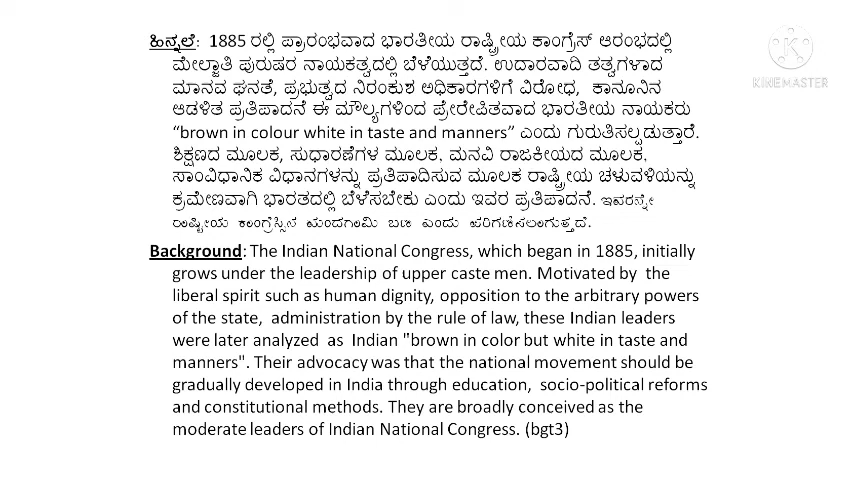 ಹಿನ್ನಲೆ: 1885 ರಲ್ಲಿ ಪ್ರಾರಂಭವಾದ ಭಾರತೀಯ ರಾಷ್ಟ್ರೀಯ ಕಾಂಗ್ರೆಸ್ ಆರಂಭದಲ್ಲಿ
ಮೇಲ್ಜಾತಿ ಪುರುಷರ ನಾಯಕತ್ವದಲ್ಲಿ ಬೆಳೆಯುತ್ತದೆ. ಉದಾರವಾದಿ ತತ್ವಗಳಾದ
ಮಾನವ ಘನತೆ, ಪ್ರಭುತ್ವದ ನಿರಂಕುಶ ಅಧಿಕಾರಗಳಿಗೆ ವಿರೋಧ, ಕಾನೂನಿನ
ಆಡಳಿತ ಪ್ರತಿಪಾದನೆ ಈ ಮೌಲ್ಯಗಳಿಂದ ಪ್ರೇರೇಪಿತವಾದ ಭಾರತೀಯ ನಾಯಕರು
“brown in colour white in taste and manners” ಎಂದು ಗುರುತಿಸಲ್ಪಡುತ್ತಾರೆ.
ಶಿಕ್ಷಣದ ಮೂಲಕ, ಸುಧಾರಣೆಗಳ ಮೂಲಕ, ಮನವಿ ರಾಜಕೀಯದ ಮೂಲಕ,
ಸಾಂವಿಧಾನಿಕ ವಿಧಾನಗಳನ್ನು ಪ್ರತಿಪಾದಿಸುವ ಮೂಲಕ ರಾಷ್ಟ್ರೀಯ ಚಳುವಳಿಯನ್ನು
ಕ್ರಮೇಣವಾಗಿ ಭಾರತದಲ್ಲಿ ಬೆಳೆಸಬೇಕು ಎಂದು ಇವರ ಪ್ರತಿಪಾದನೆ. ಇವರನ್ನೇ
ರಾಷ್ಟೀಯ ಕಾಂಗ್ರೆಸ್ಸಿನ ಮಂದಗಾಮಿ ಬಣ ಎಂದು ಪರಿಗಣಿಸಲಾಗುತ್ತದೆ.
Background: The Indian National Congress, which began in 1885, initially
grows under the leadership of upper caste men. Motivated by the
liberal spirit such as human dignity, opposition to the arbitrary powers
of the state, administration by the rule of law, these Indian leaders
were later analyzed as Indian "brown in color but white in taste and
manners". Their advocacy was that the national movement should be
gradually developed in India through education, socio-political reforms
and constitutional methods. They are broadly conceived as the
moderate leaders of Indian National Congress. (bgt3)
KINEMASTER